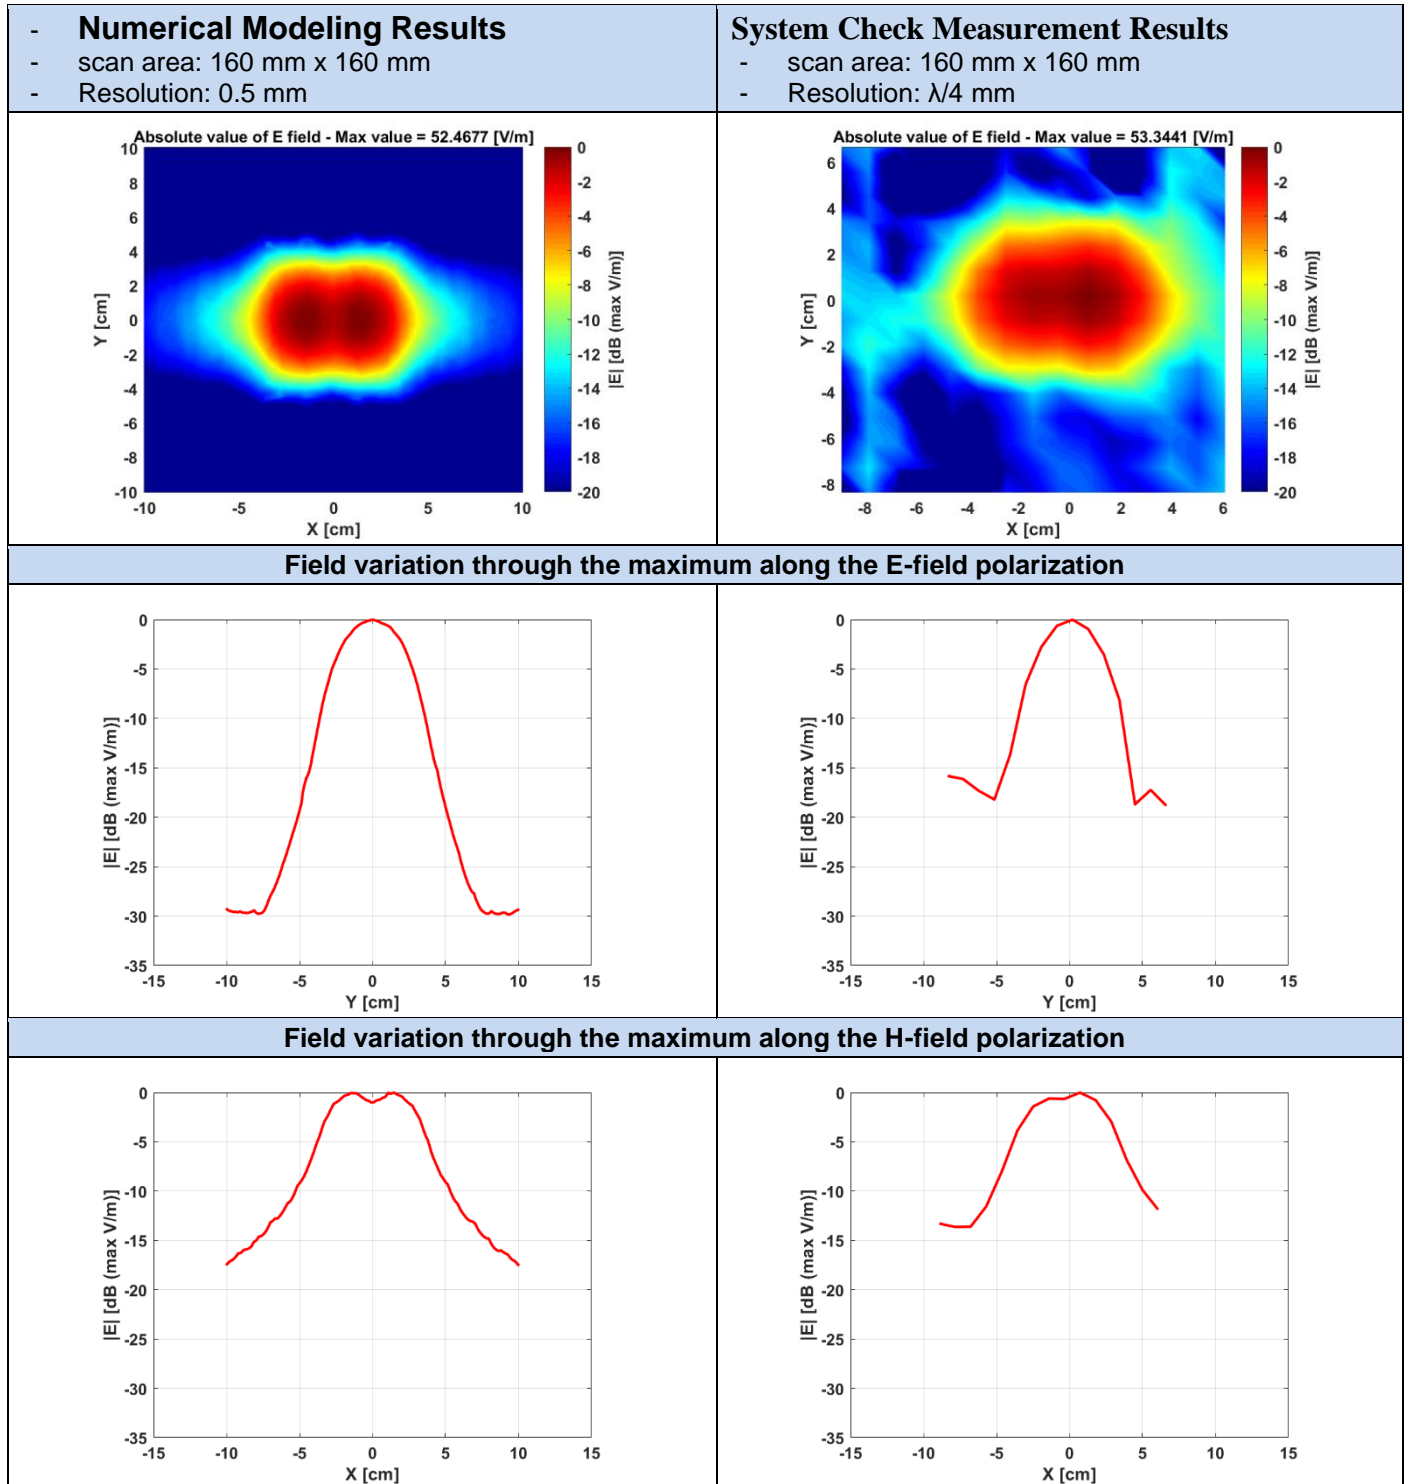 - Numerical Modeling Results
- scan area: 160 mm x 160 mm
- Resolution: 0.5 mm
System Check Measurement Results
- scan area: 160 mm x 160 mm
- Resolution: λ/4 mm
Absolute value of E field - Max value = 52.4677 [V/m]
10
8
6
4
2
0
-2
-4
-6
-8
-10
Y [cm]
-10 -5 0 5 10
X [cm]
0
-2
-4
-6
-8
-10
-12
-14
-16
-18
-20
|E| [dB (max V/m)]
Absolute value of E field - Max value = 53.3441 [V/m]
6
4
2
0
-2
-4
-6
-8
Y [cm]
-8 -6 -4 -2 0 2 4 6
X [cm]
0
-2
-4
-6
-8
-10
-12
-14
-16
-18
-20
|E| [dB (max V/m)]
Field variation through the maximum along the E-field polarization
0
-5
-10
-15
-20
-25
-30
-35
|E| [dB (max V/m)]
-15 -10 -5 0 5 10 15
Y [cm]
0
-5
-10
-15
-20
-25
-30
-35
|E| [dB (max V/m)]
-15 -10 -5 0 5 10 15
Y [cm]
Field variation through the maximum along the H-field polarization
0
-5
-10
-15
-20
-25
-30
-35
|E| [dB (max V/m)]
-15 -10 -5 0 5 10 15
X [cm]
0
-5
-10
-15
-20
-25
-30
-35
|E| [dB (max V/m)]
-15 -10 -5 0 5 10 15
X [cm]